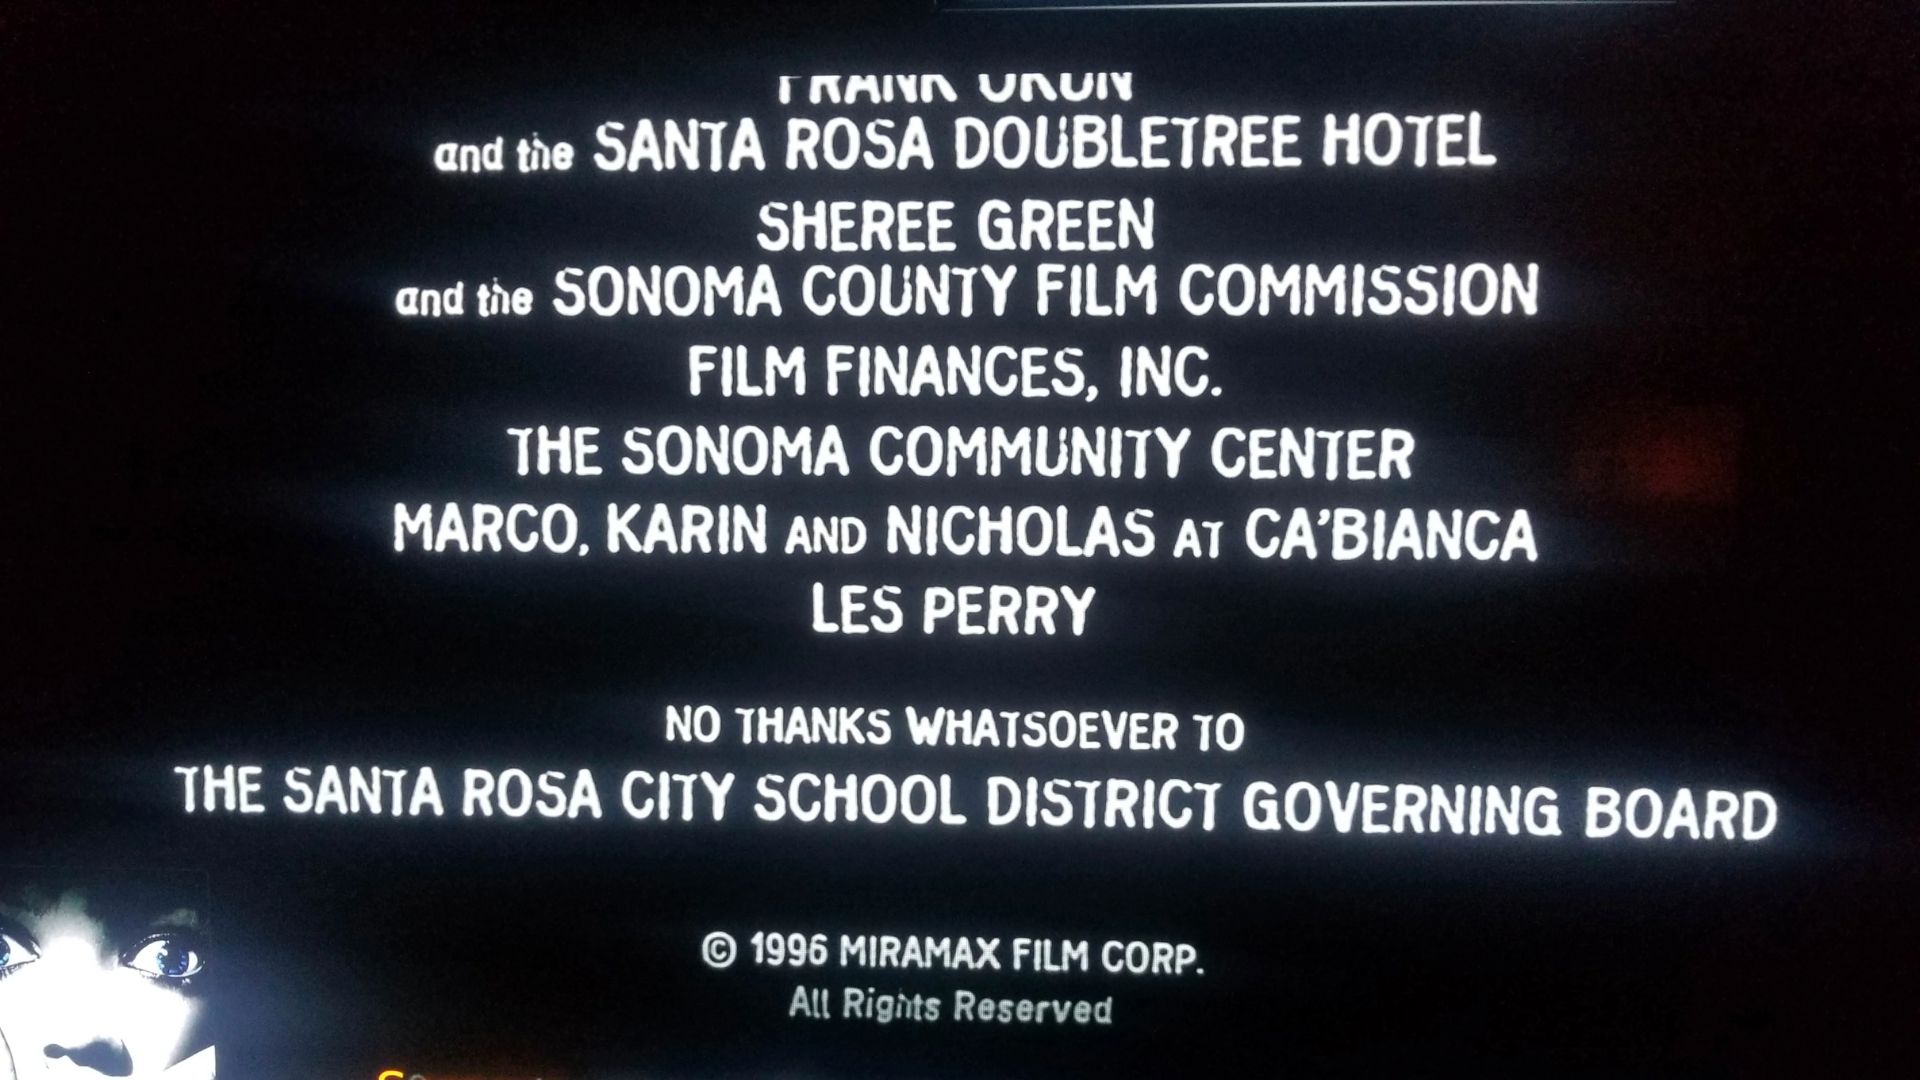 FRANK OKUN
and the SANTA ROSA DOUBLETREE HOTEL
SHEREE GREEN
and the SONOMA COUNTY FILM COMMISSION
FILM FINANCES, INC.
THE SONOMA COMMUNITY CENTER
MARCO, KARIN AND NICHOLAS AT CA'BIANCA
LES PERRY
NO THANKS WHATSOEVER TO
THE SANTA ROSA CITY SCHOOL DISTRICT GOVERNING BOARD
© 1996 MIRAMAX FILM CORP.
All Rights Reserved